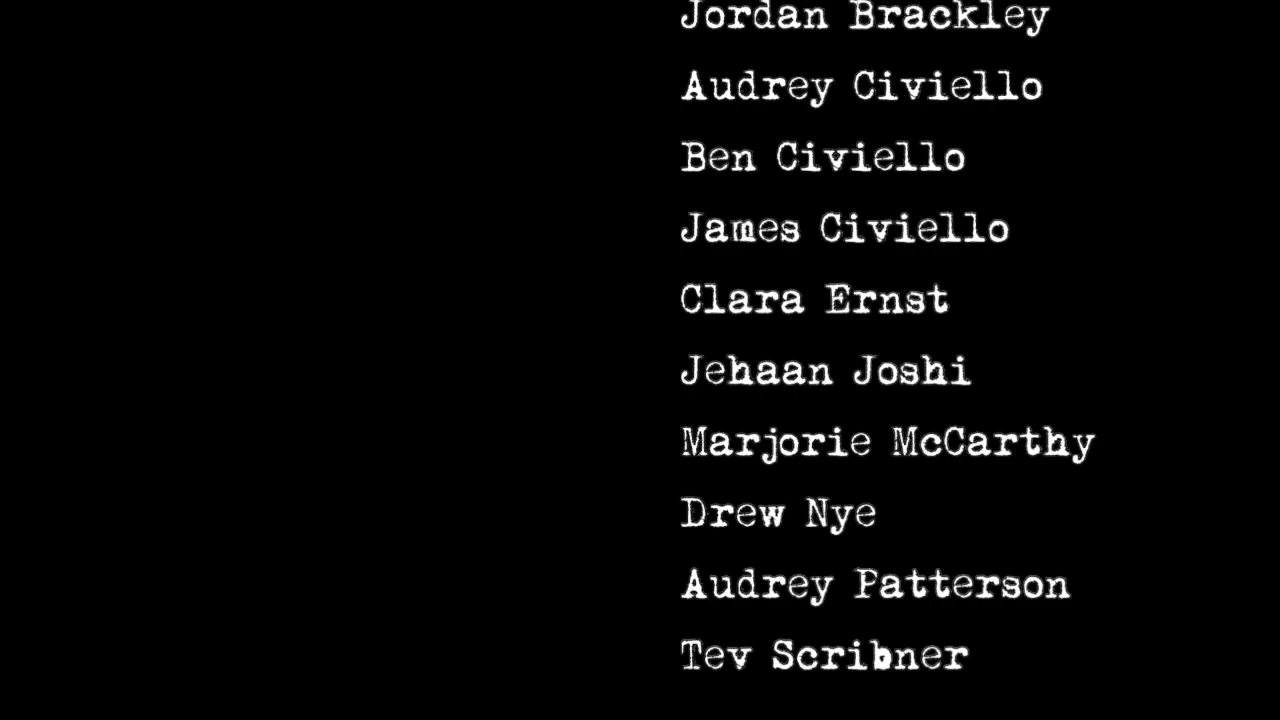 Jordan Brackley
Audrey Civiello
Ben Civiello
James Civiello
Clara Ernst
Jehaan Joshi
Marjorie McCarthy
Drew Nye
Audrey Patterson
Tev Scribner